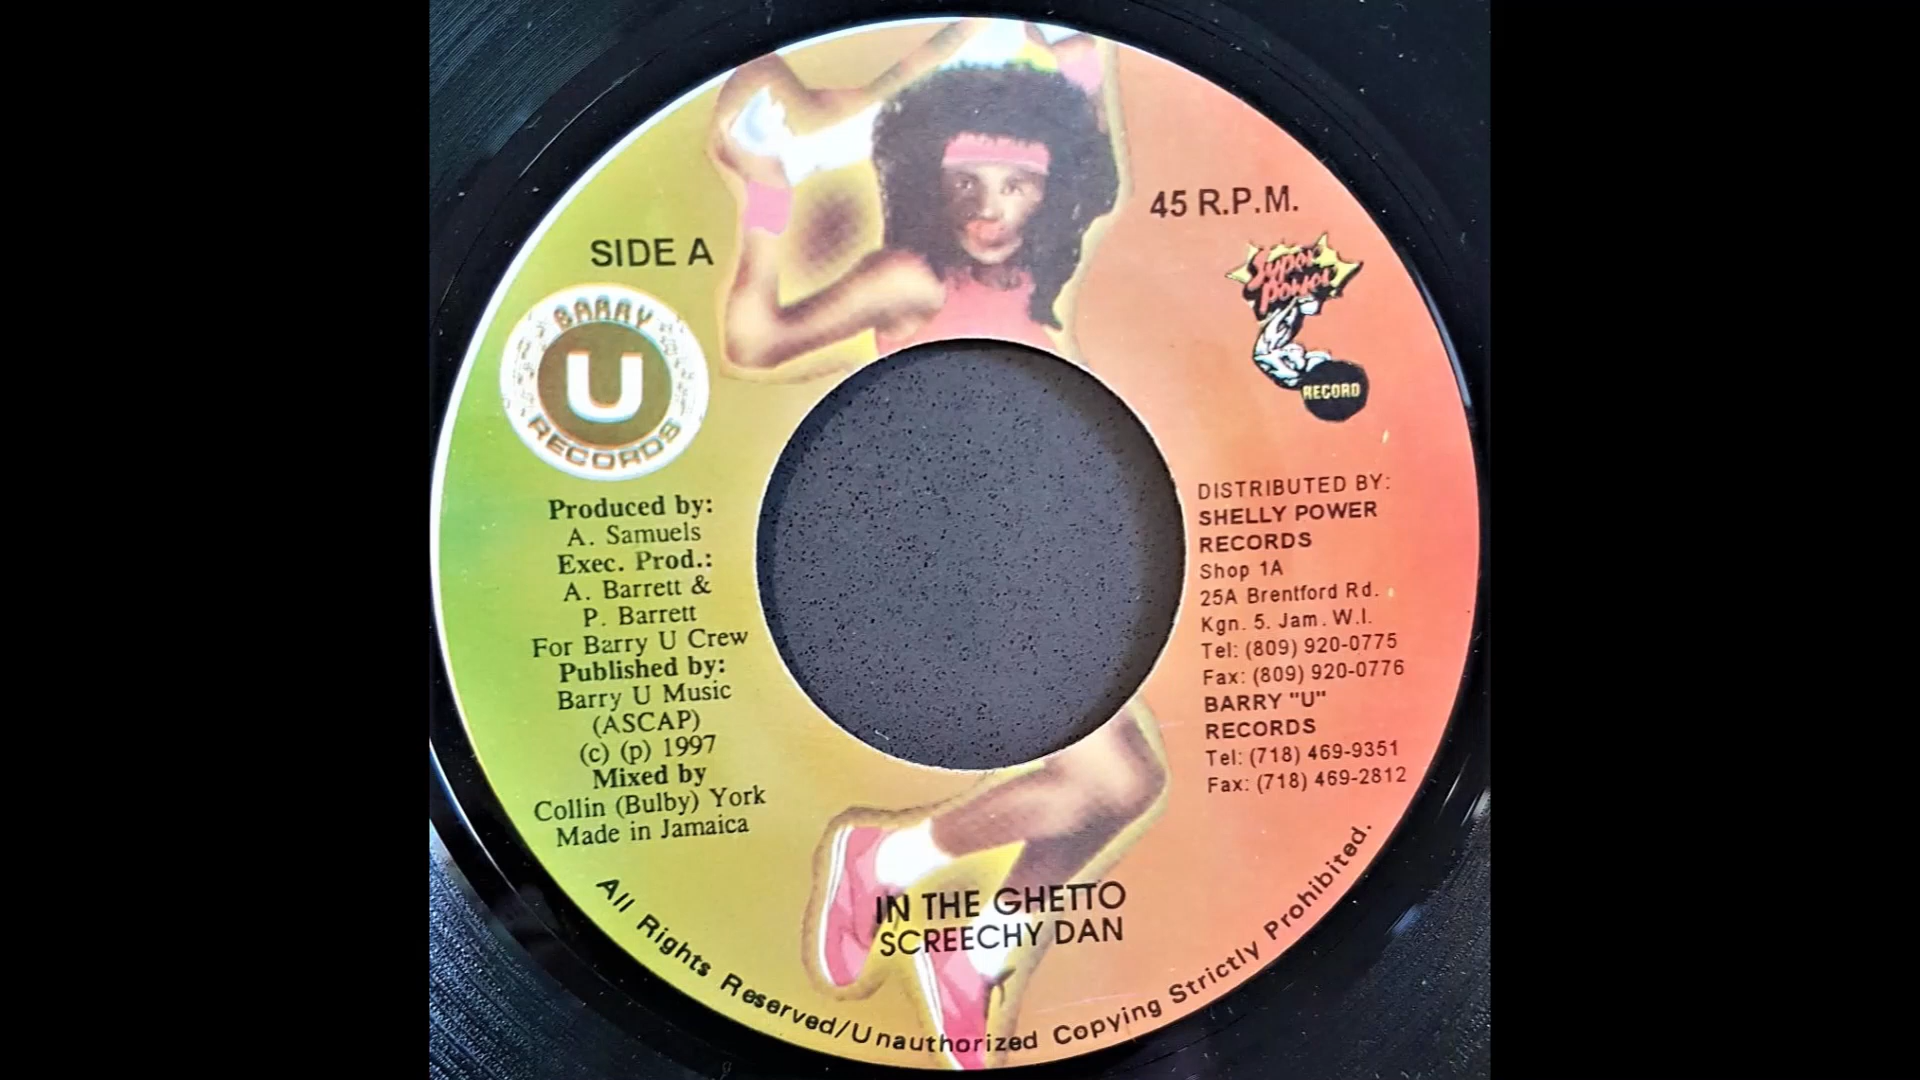 SIDE A
45 R.P.M.
BARRY
U
RECORDS
Super
Power
RECORD
Produced by:
A. Samuels
Exec. Prod.:
A. Barrett &
P. Barrett
For Barry U Crew
Published by:
Barry U Music
(ASCAP)
(c) (p) 1997
Mixed by
Collin (Bulby) York
Made in Jamaica
DISTRIBUTED BY:
SHELLY POWER
RECORDS
Shop 1A
25A Brentford Rd.
Kgn. 5. Jam. W.I.
Tel: (809) 920-0775
Fax: (809) 920-0776
BARRY "U"
RECORDS
Tel: (718) 469-9351
Fax: (718) 469-2812
IN THE GHETTO
SCREECHY DAN
All Rights Reserved/Unauthorized Copying Strictly Prohibited.